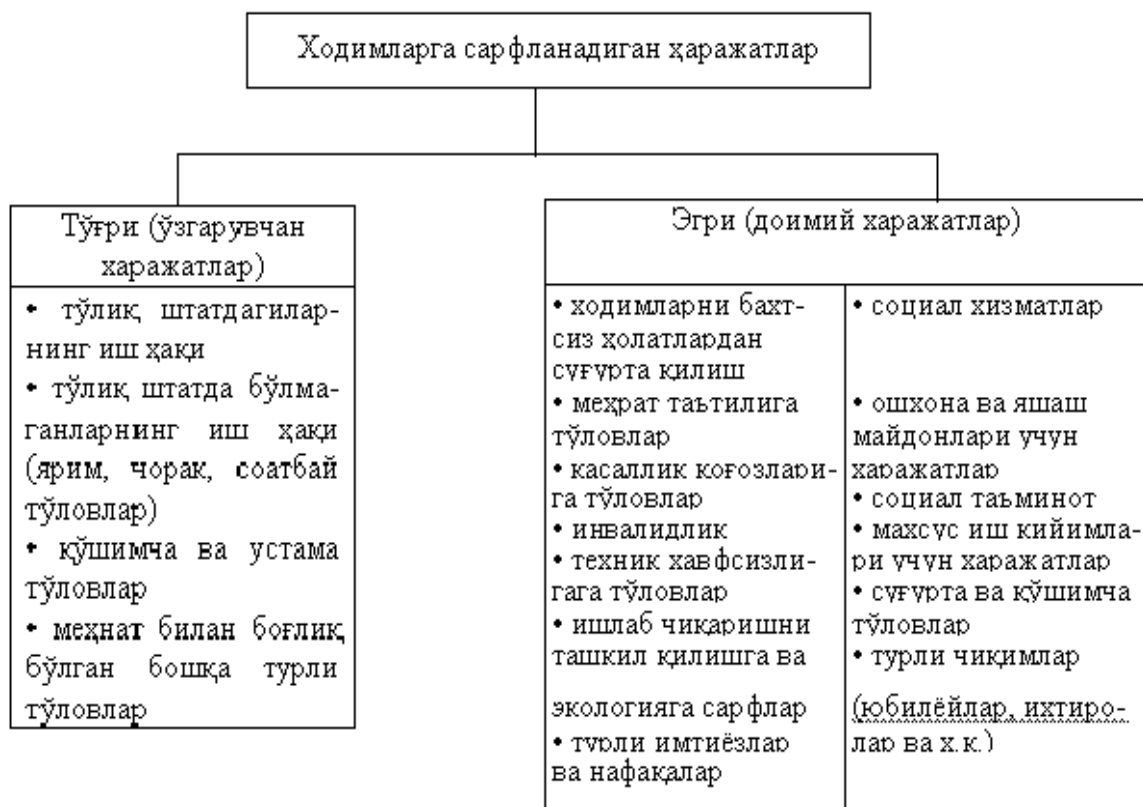 Ходимларга сарфланадиган ҳаражатлар
Тўғри (ўзгарувчан
харажатлар)
• тўлиқ штатдагилар-
нинг иш ҳақи
• тўлиқ штатда бўлма-
ганларнинг иш ҳақи
(ярим, чорак, соатбай
тўловлар)
• қўшимча ва устама
тўловлар
• меҳнат билан боғлиқ
бўлган бошқа турли
тўловлар
Эгри (доимий харажатлар)
• ходимларни бахт-
сиз ҳолатлардан
суғурта қилиш
• меҳрат таътилига
тўловлар
• касаллик коғозлари-
га тўловлар
• инвалидлик
• техник хавфсизли-
гага тўловлар
• ишлаб чиқаришни
ташкил қилишга ва
экологияга сарфлар
• турли имтиёзлар
ва нафақалар
• социал хизматлар
• ошхона ва яшаш
майдонлари учун
харажатлар
• социал таъминот
• махсус иш кийимла-
ри учун харажатлар
• суғурта ва қўшимча
тўловлар
• турли чиқимлар
(юбилёйлар, ихтиро-
лар ва х.к.)